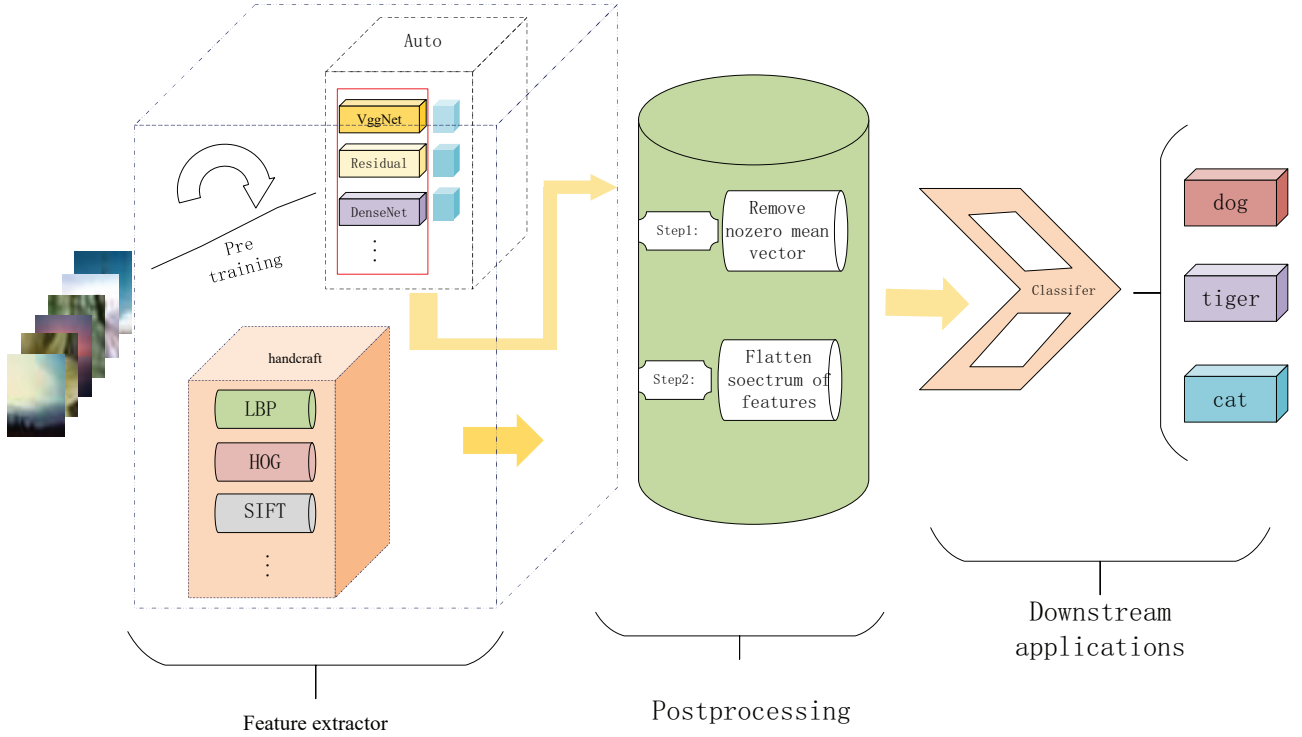 Auto
VggNet
Residual
DenseNet
Pre
training
handcraft
LBP
HOG
SIFT
Feature extractor
Step1:
Remove
nozero mean
vector
Step2:
Flatten
soectrum of
features
Postprocessing
Classifer
dog
tiger
cat
Downstream
applications